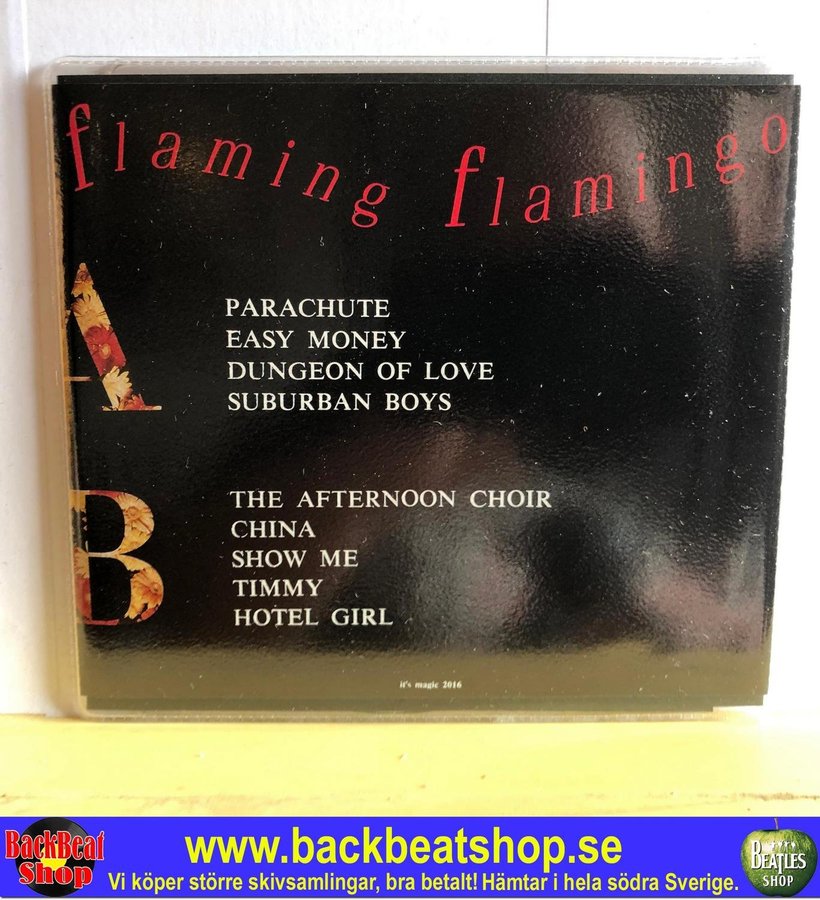 flaming flamingo
A
PARACHUTE
EASY MONEY
DUNGEON OF LOVE
SUBURBAN BOYS
B
THE AFTERNOON CHOIR
CHINA
SHOW ME
TIMMY
HOTEL GIRL
it's magic 2016
BackBeat
Shop
www.backbeatshop.se
Vi köper större skivsamlingar, bra betalt! Hämtar i hela södra Sverige.
BEATLES
SHOP